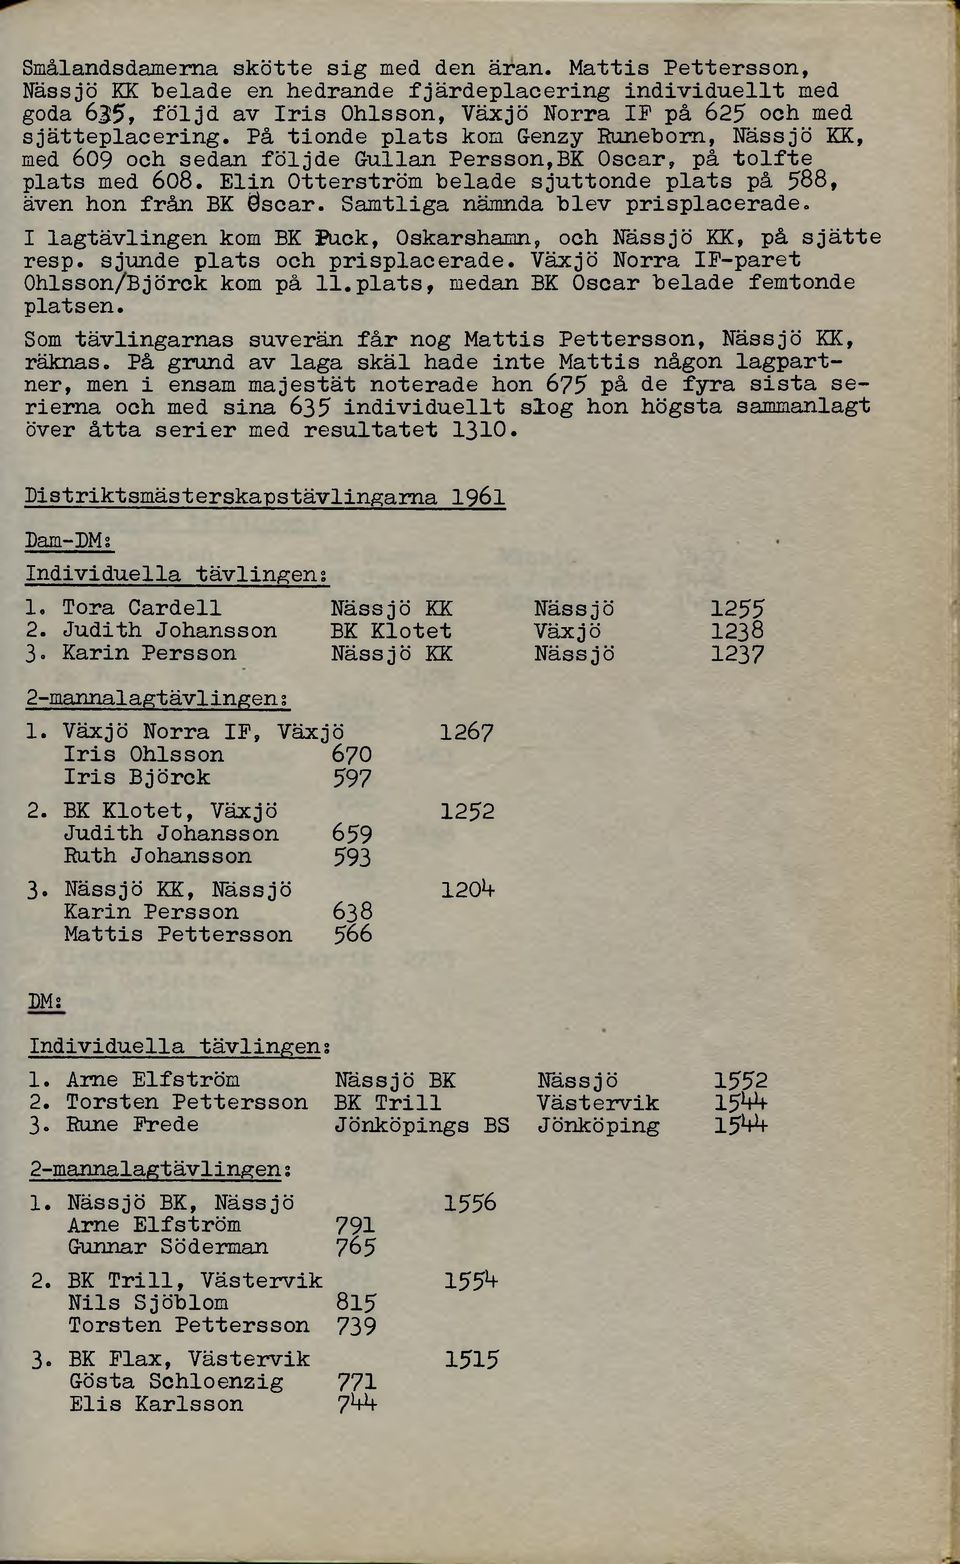 Smålandsdamerna skötte sig med den äran. Mattis Pettersson,
Nässjö KK belade en hedrande fjärdeplacering individuellt med
goda 635, följd av Iris Ohlsson, Växjö Norra IF på 625 och med
sjätteplacering. På tionde plats kom Genzy Runeborn, Nässjö KK,
med 609 och sedan följde Gullan Persson,BK Oscar, på tolfte
plats med 608. Elin Otterström belade sjuttonde plats på 588,
även hon från BK Oscar. Samtliga nämnda blev prisplacerade.
I lagtävlingen kom BK Puck, Oskarshamn, och Nässjö KK, på sjätte
resp. sjunde plats och prisplacerade. Växjö Norra IF-paret
Ohlsson/Björck kom på 11.plats, medan BK Oscar belade femtonde
platsen.
Som tävlingarnas suverän får nog Mattis Pettersson, Nässjö KK,
räknas. På grund av laga skäl hade inte Mattis någon lagpart-
ner, men i ensam majestät noterade hon 675 på de fyra sista se-
rierna och med sina 635 individuellt slog hon högsta sammanlagt
över åtta serier med resultatet 1310.
Distriktsmästerskapstävlingarna 1961
Dam-DM:
Individuella tävlingen:
1. Tora Cardell Nässjö KK Nässjö 1255
2. Judith Johansson BK Klotet Växjö 1238
3. Karin Persson Nässjö KK Nässjö 1237
2-mannalagtävlingen:
1. Växjö Norra IF, Växjö 1267
Iris Ohlsson 670
Iris Björck 597
2. BK Klotet, Växjö 1252
Judith Johansson 659
Ruth Johansson 593
3. Nässjö KK, Nässjö 1204
Karin Persson 638
Mattis Pettersson 566
DM:
Individuella tävlingen:
1. Arne Elfström Nässjö BK Nässjö 1552
2. Torsten Pettersson BK Trill Västervik 1544
3. Rune Frede Jönköpings BS Jönköping 1544
2-mannalagtävlingen:
1. Nässjö BK, Nässjö 1556
Arne Elfström 791
Gunnar Söderman 765
2. BK Trill, Västervik 1554
Nils Sjöblom 815
Torsten Pettersson 739
3. BK Flax, Västervik 1515
Gösta Schloenzig 771
Elis Karlsson 744